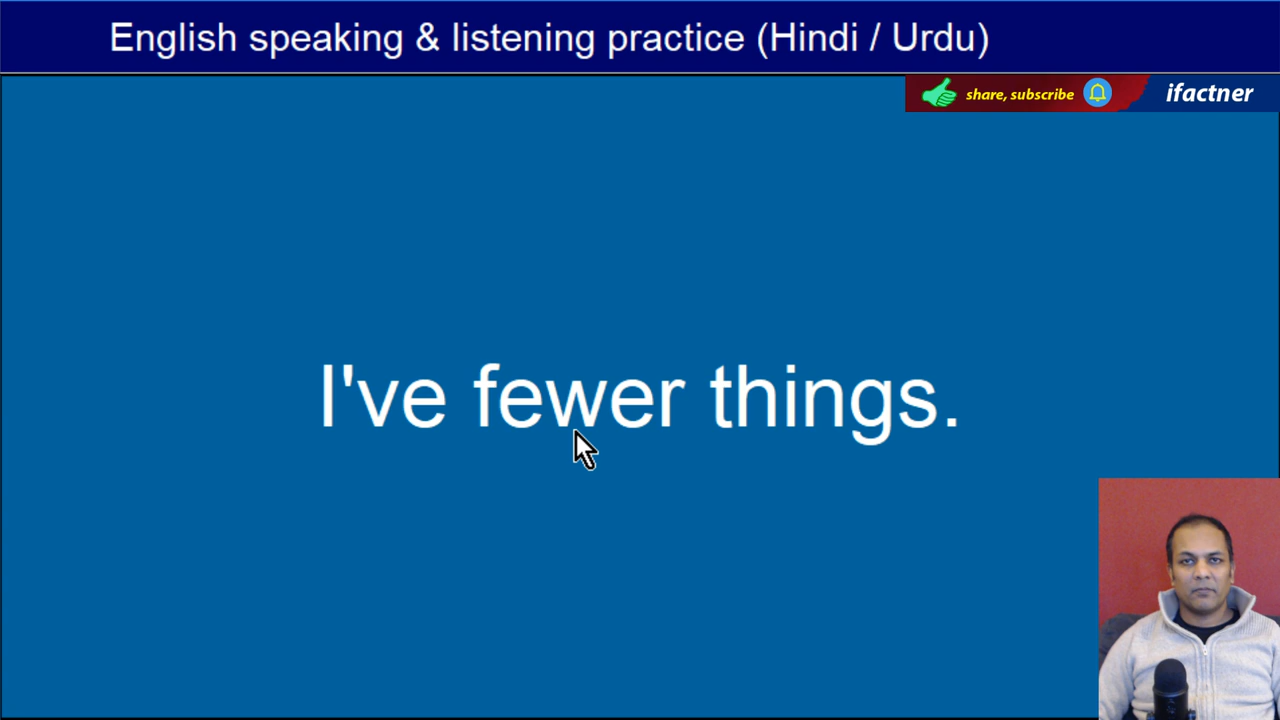 English speaking & listening practice (Hindi / Urdu)
share, subscribe
ifactner
I've fewer things.